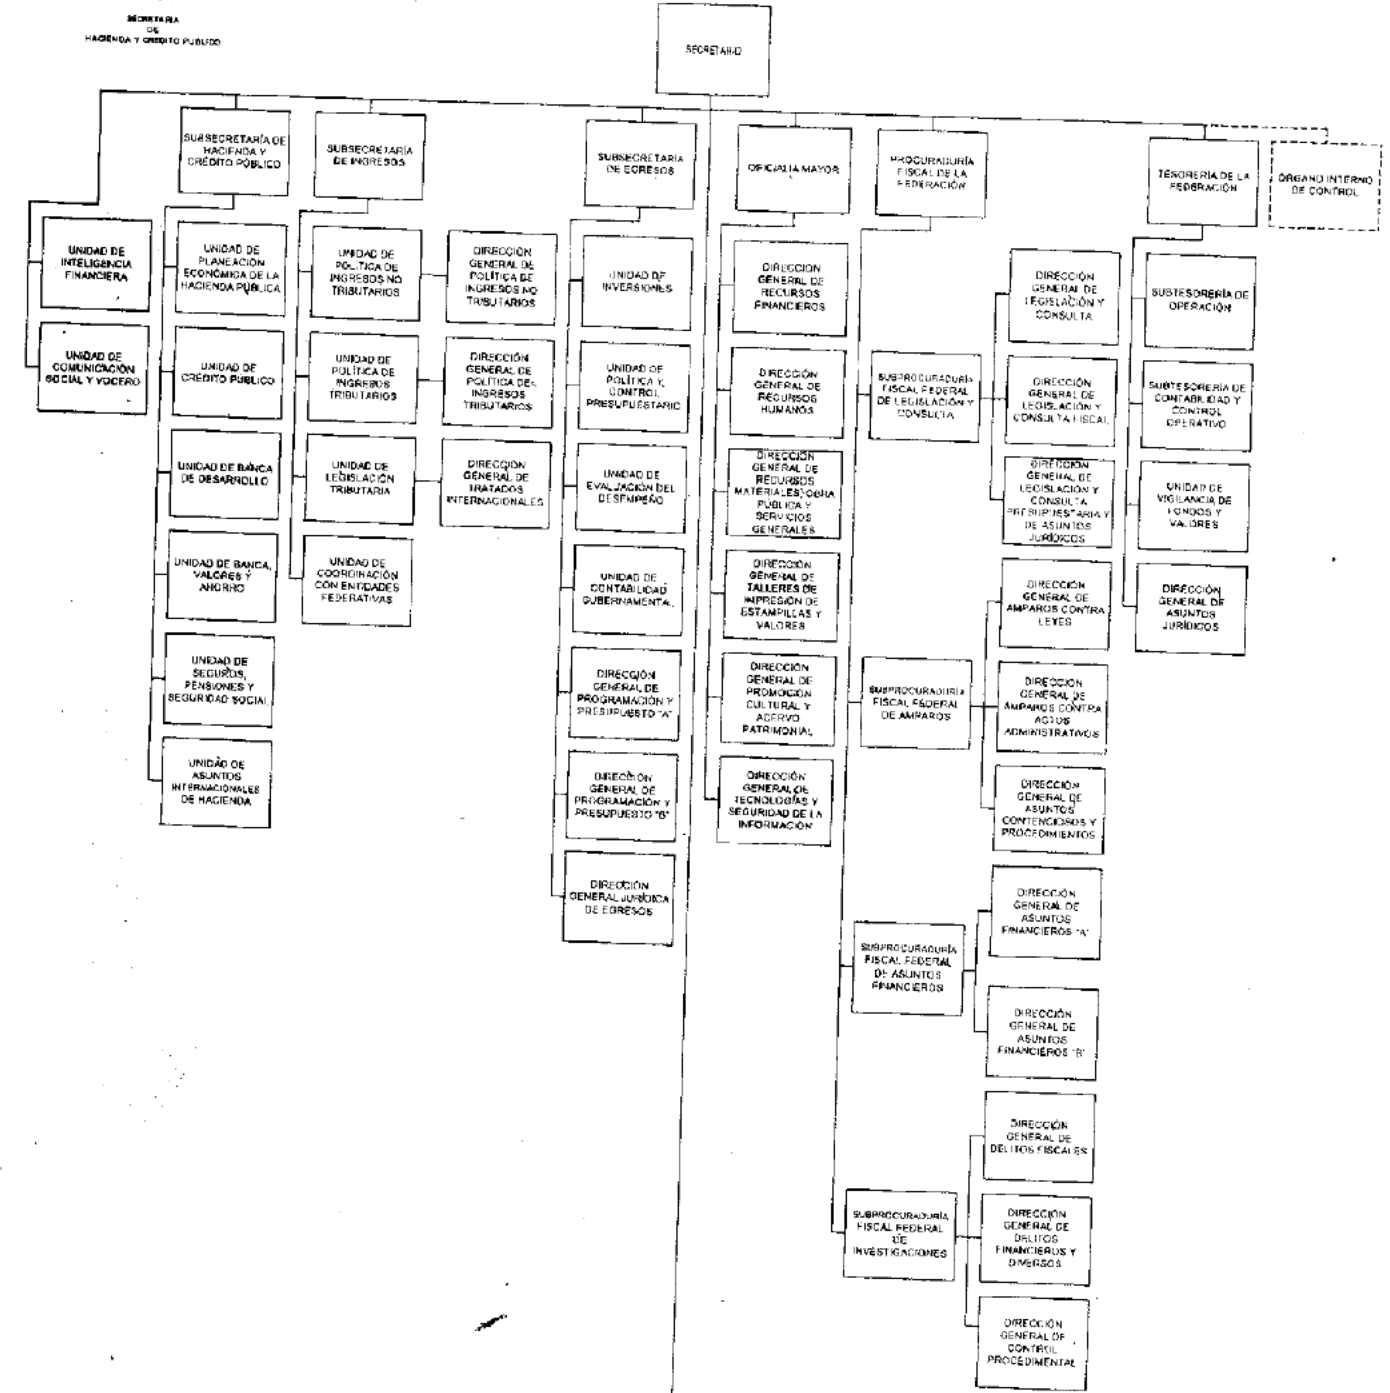 SECRETARIA
DE
HACIENDA Y CREDITO PUBLICO
SECRETARIO
SUBSECRETARÍA DE
HACIENDA Y
CRÉDITO PÚBLICO
SUBSECRETARÍA
DE INGRESOS
SUBSECRETARÍA
DE EGRESOS
OFICIALIA MAYOR
PROCURADURÍA
FISCAL DE LA
FEDERACIÓN
TESORERÍA DE LA
FEDERACIÓN
ÓRGANO INTERNO
DE CONTROL
UNIDAD DE
INTELIGENCIA
FINANCIERA
UNIDAD DE
COMUNICACIÓN
SOCIAL Y VOCERO
UNIDAD DE
PLANEACIÓN
ECONÓMICA DE LA
HACIENDA PÚBLICA
UNIDAD DE
CRÉDITO PÚBLICO
UNIDAD DE BANCA
DE DESARROLLO
UNIDAD DE BANCA,
VALORES Y
AHORRO
UNIDAD DE
SEGUROS,
PENSIONES Y
SEGURIDAD SOCIAL
UNIDAD DE
ASUNTOS
INTERNACIONALES
DE HACIENDA
UNIDAD DE
POLÍTICA DE
INGRESOS NO
TRIBUTARIOS
UNIDAD DE
POLÍTICA DE
INGRESOS
TRIBUTARIOS
UNIDAD DE
LEGISLACIÓN
TRIBUTARIA
UNIDAD DE
COORDINACIÓN
CON ENTIDADES
FEDERATIVAS
DIRECCIÓN
GENERAL DE
POLÍTICA DE
INGRESOS NO
TRIBUTARIOS
DIRECCIÓN
GENERAL DE
POLÍTICA DE
INGRESOS
TRIBUTARIOS
DIRECCIÓN
GENERAL DE
TRATADOS
INTERNACIONALES
UNIDAD DE
INVERSIONES
UNIDAD DE
POLÍTICA Y
CONTROL
PRESUPUESTARIO
UNIDAD DE
EVALUACIÓN DEL
DESEMPEÑO
UNIDAD DE
CONTABILIDAD
GUBERNAMENTAL
DIRECCIÓN
GENERAL DE
PROGRAMACIÓN Y
PRESUPUESTO "A"
DIRECCIÓN
GENERAL DE
PROGRAMACIÓN Y
PRESUPUESTO "B"
DIRECCIÓN
GENERAL JURÍDICA
DE EGRESOS
DIRECCIÓN
GENERAL DE
RECURSOS
FINANCIEROS
DIRECCIÓN
GENERAL DE
RECURSOS
HUMANOS
DIRECCIÓN
GENERAL DE
RECURSOS
MATERIALES, OBRA
PÚBLICA Y
SERVICIOS
GENERALES
DIRECCIÓN
GENERAL DE
TALLERES DE
IMPRESIÓN DE
ESTAMPILLAS Y
VALORES
DIRECCIÓN
GENERAL DE
PROMOCIÓN
CULTURAL Y
ACERVO
PATRIMONIAL
DIRECCIÓN
GENERAL DE
TECNOLOGÍAS Y
SEGURIDAD DE LA
INFORMACIÓN
SUBPROCURADURÍA
FISCAL FEDERAL
DE LEGISLACIÓN Y
CONSULTA
SUBPROCURADURÍA
FISCAL FEDERAL
DE AMPAROS
SUBPROCURADURÍA
FISCAL FEDERAL
DE ASUNTOS
FINANCIEROS
SUBPROCURADURÍA
FISCAL FEDERAL
DE
INVESTIGACIONES
DIRECCIÓN
GENERAL DE
LEGISLACIÓN Y
CONSULTA
DIRECCIÓN
GENERAL DE
LEGISLACIÓN Y
CONSULTA FISCAL
DIRECCIÓN
GENERAL DE
LEGISLACIÓN Y
CONSULTA
PRESUPUESTARIA Y
DE ASUNTOS
JURÍDICOS
DIRECCIÓN
GENERAL DE
AMPAROS CONTRA
LEYES
DIRECCIÓN
GENERAL DE
AMPAROS CONTRA
ACTOS
ADMINISTRATIVOS
DIRECCIÓN
GENERAL DE
ASUNTOS
CONTENCIOSOS Y
PROCEDIMIENTOS
DIRECCIÓN
GENERAL DE
ASUNTOS
FINANCIEROS "A"
DIRECCIÓN
GENERAL DE
ASUNTOS
FINANCIEROS "B"
DIRECCIÓN
GENERAL DE
DELITOS FISCALES
DIRECCIÓN
GENERAL DE
DELITOS
FINANCIEROS Y
DIVERSOS
DIRECCIÓN
GENERAL DE
CONTROL
PROCEDIMENTAL
SUBTESORERÍA DE
OPERACIÓN
SUBTESORERÍA DE
CONTABILIDAD Y
CONTROL
OPERATIVO
UNIDAD DE
VIGILANCIA DE
FONDOS Y
VALORES
DIRECCIÓN
GENERAL DE
ASUNTOS
JURÍDICOS